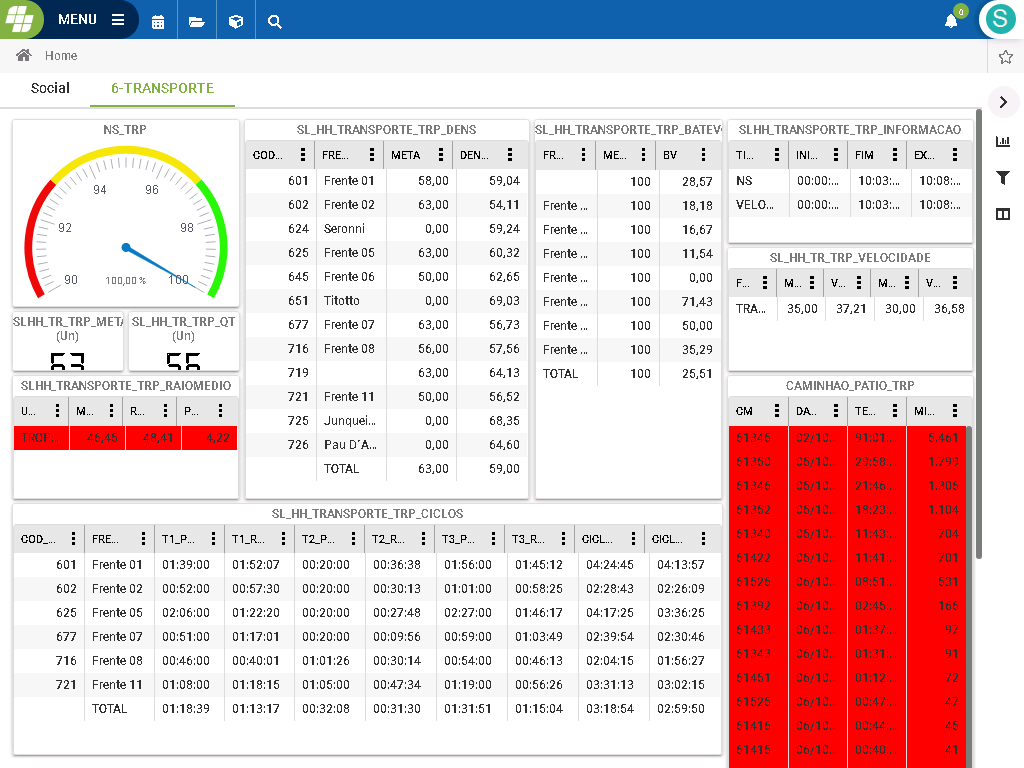 MENU
0
S
Home
Social
6-TRANSPORTE
NS_TRP
90
92
94
96
98
100
100,00 %
SLHH_TR_TRP_META
(Un)
63
SL_HH_TR_TRP_QT
(Un)
SLHH_TRANSPORTE_TRP_RAIOMEDIO
U... M... R... P...
TROP... 46,45 48,41 4,22
SL_HH_TRANSPORTE_TRP_DENS
COD... FRE... META DEN...
601 Frente 01 58,00 59,04
602 Frente 02 63,00 54,11
624 Seronni 0,00 59,24
625 Frente 05 63,00 60,32
645 Frente 06 50,00 62,65
651 Titotto 0,00 69,03
677 Frente 07 63,00 56,73
716 Frente 08 56,00 57,56
719 63,00 64,13
721 Frente 11 50,00 56,52
725 Junquei... 0,00 68,35
726 Pau D´A... 0,00 64,60
TOTAL 63,00 59,00
SL_HH_TRANSPORTE_TRP_BATEV
FR... ME... BV
100 28,57
Frente ... 100 18,18
Frente ... 100 16,67
Frente ... 100 11,54
Frente ... 100 0,00
Frente ... 100 71,43
Frente ... 100 50,00
Frente ... 100 35,29
TOTAL 100 25,51
SLHH_TRANSPORTE_TRP_INFORMACAO
TI... INI... FIM EX...
NS 00:00:... 10:03:... 10:08:...
VELO... 00:00:... 10:03:... 10:08:...
SL_HH_TR_TRP_VELOCIDADE
F... M... V... M... V...
TRA... 35,00 37,21 30,00 36,58
CAMINHAO_PATIO_TRP
CM DA... TE... MI...
61345 02/10... 91:01:... 5.461
61350 05/10... 29:58:... 1.799
61346 05/10... 21:46:... 1.306
61352 05/10... 18:23:... 1.104
61340 05/10... 11:43:... 704
61422 05/10... 11:41:... 701
61526 06/10... 08:51:... 531
61392 06/10... 02:45:... 166
61433 06/10... 01:37:... 97
61343 06/10... 01:31:... 91
61451 06/10... 01:12:... 72
61525 06/10... 00:47:... 47
61416 06/10... 00:44:... 45
61415 06/10... 00:40:... 41
SL_HH_TRANSPORTE_TRP_CICLOS
COD_... FRE... T1_P... T1_R... T2_P... T2_R... T3_P... T3_R... CICL... CICL...
601 Frente 01 01:39:00 01:52:07 00:20:00 00:36:38 01:56:00 01:45:12 04:24:45 04:13:57
602 Frente 02 00:52:00 00:57:30 00:20:00 00:30:13 01:01:00 00:58:25 02:28:43 02:26:09
625 Frente 05 02:06:00 01:22:20 00:20:00 00:27:48 02:27:00 01:46:17 04:17:25 03:36:25
677 Frente 07 00:51:00 01:17:01 00:20:00 00:09:56 00:59:00 01:03:49 02:39:54 02:30:46
716 Frente 08 00:46:00 00:40:01 01:01:26 00:30:14 00:54:00 00:46:13 02:04:15 01:56:27
721 Frente 11 01:08:00 01:18:15 01:05:00 00:47:34 01:19:00 00:56:26 03:31:13 03:02:15
TOTAL 01:18:39 01:13:17 00:32:08 00:31:30 01:31:51 01:15:04 03:18:54 02:59:50